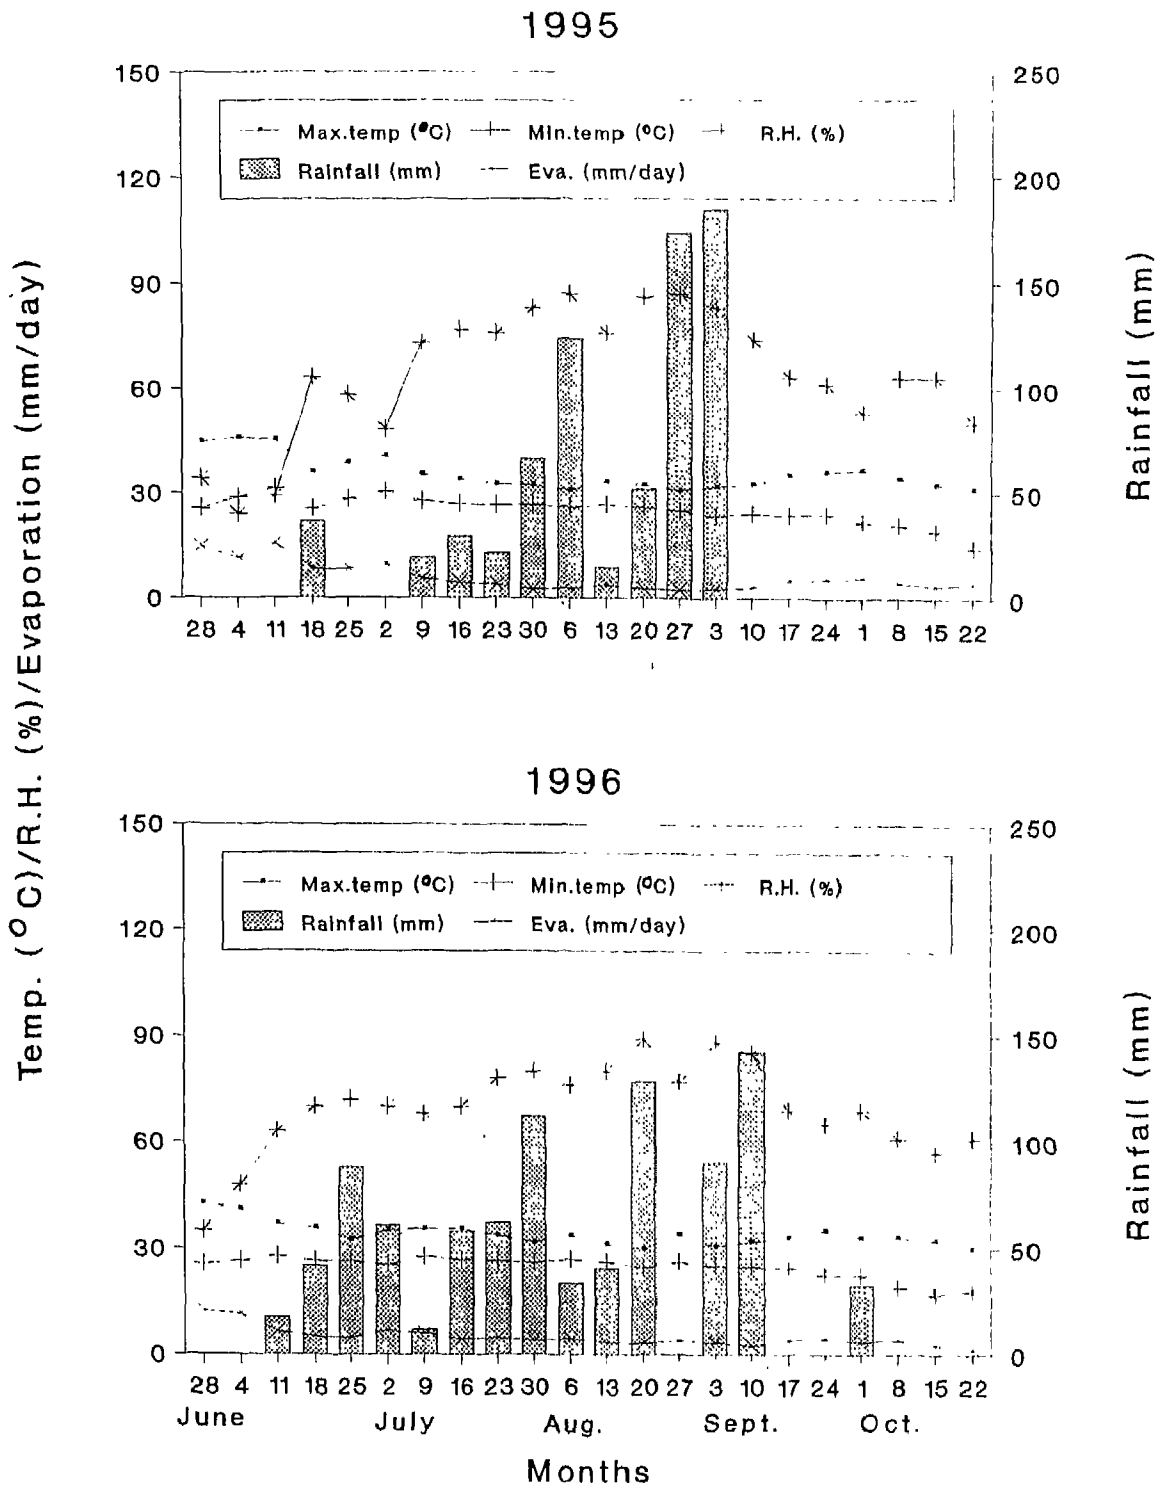 1995
150 250
Max.temp (°C) Min.temp (°C) R.H. (%)
Rainfall (mm) Eva. (mm/day)
120 200
90 150
60 100
30 50
0 0
28 4 11 18 25 2 9 16 23 30 6 13 20 27 3 10 17 24 1 8 15 22
Rainfall (mm)
Temp. (°C)/R.H. (%)/Evaporation (mm/day)
1996
150 250
Max.temp (°C) Min.temp (°C) R.H. (%)
Rainfall (mm) Eva. (mm/day)
120 200
90 150
60 100
30 50
0 0
28 4 11 18 25 2 9 16 23 30 6 13 20 27 3 10 17 24 1 8 15 22
June July Aug. Sept. Oct.
Months
Rainfall (mm)